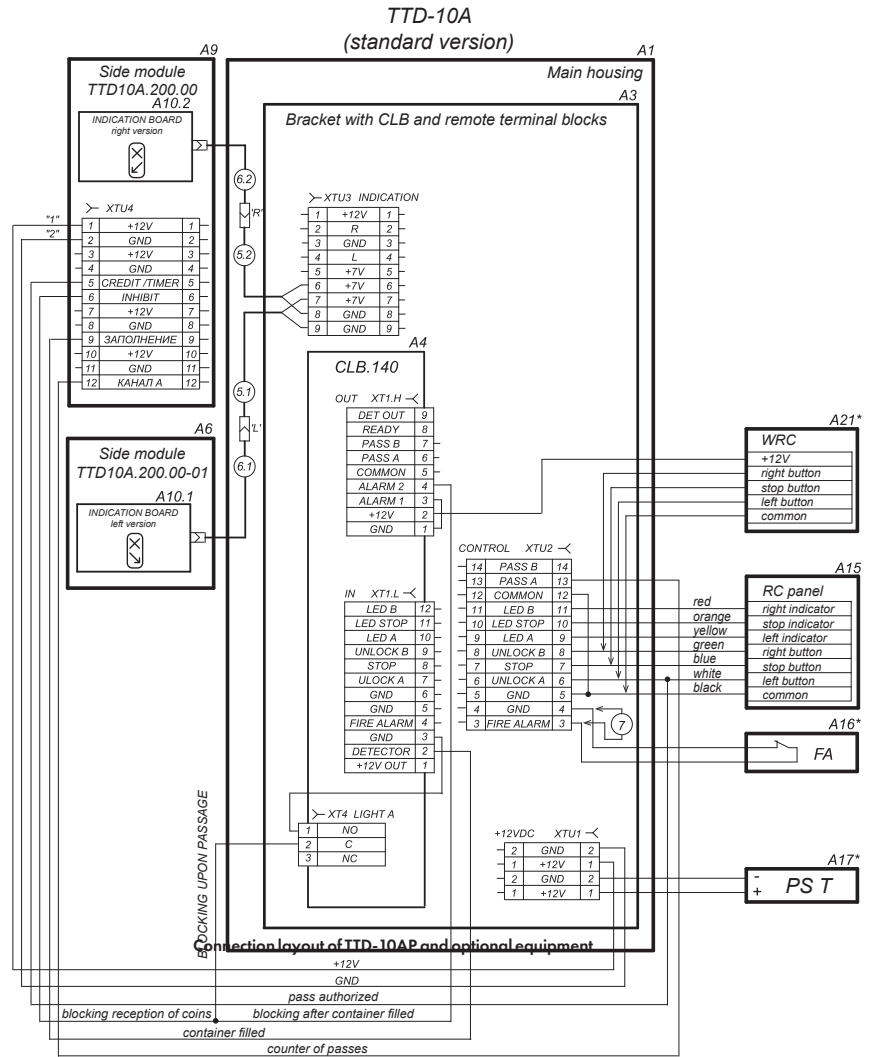 TTD-10A
(standard version)
A9
A1
Side module
TTD10A.200.00
A10.2
INDICATION BOARD
right version
6.2
'R'
5.2
XTU4
"1"
"2"
1 +12V 1
2 GND 2
3 +12V 3
4 GND 4
5 CREDIT /TIMER 5
6 INHIBIT 6
7 +12V 7
8 GND 8
9 ЗАПОЛНЕНИЕ 9
10 +12V 10
11 GND 11
12 КАНАЛ А 12
A6
Side module
TTD10A.200.00-01
A10.1
INDICATION BOARD
left version
5.1
'L'
6.1
Main housing
A3
Bracket with CLB and remote terminal blocks
XTU3 INDICATION
1 +12V 1
2 R 2
3 GND 3
4 L 4
5 +7V 5
6 +7V 6
7 +7V 7
8 GND 8
9 GND 9
A4
CLB.140
OUT XT1.H
DET OUT 9
READY 8
PASS B 7
PASS A 6
COMMON 5
ALARM 2 4
ALARM 1 3
+12V 2
GND 1
IN XT1.L
LED B 12
LED STOP 11
LED A 10
UNLOCK B 9
STOP 8
ULOCK A 7
GND 6
GND 5
FIRE ALARM 4
GND 3
DETECTOR 2
+12V OUT 1
XT4 LIGHT A
1 NO
2 C
3 NC
CONTROL XTU2
14 PASS B 14
13 PASS A 13
12 COMMON 12
11 LED B 11
10 LED STOP 10
9 LED A 9
8 UNLOCK B 8
7 STOP 7
6 UNLOCK A 6
5 GND 5
4 GND 4
3 FIRE ALARM 3
7
+12VDC XTU1
2 GND 2
1 +12V 1
2 GND 2
1 +12V 1
A21*
WRC
+12V
right button
stop button
left button
common
A15
RC panel
red right indicator
orange stop indicator
yellow left indicator
green right button
blue stop button
white left button
black common
A16*
FA
A17*
- PS T
+
BLOCKING UPON PASSAGE
Connection layout of TTD-10AP and optional equipment
+12V
GND
pass authorized
blocking reception of coins blocking after container filled
container filled
counter of passes